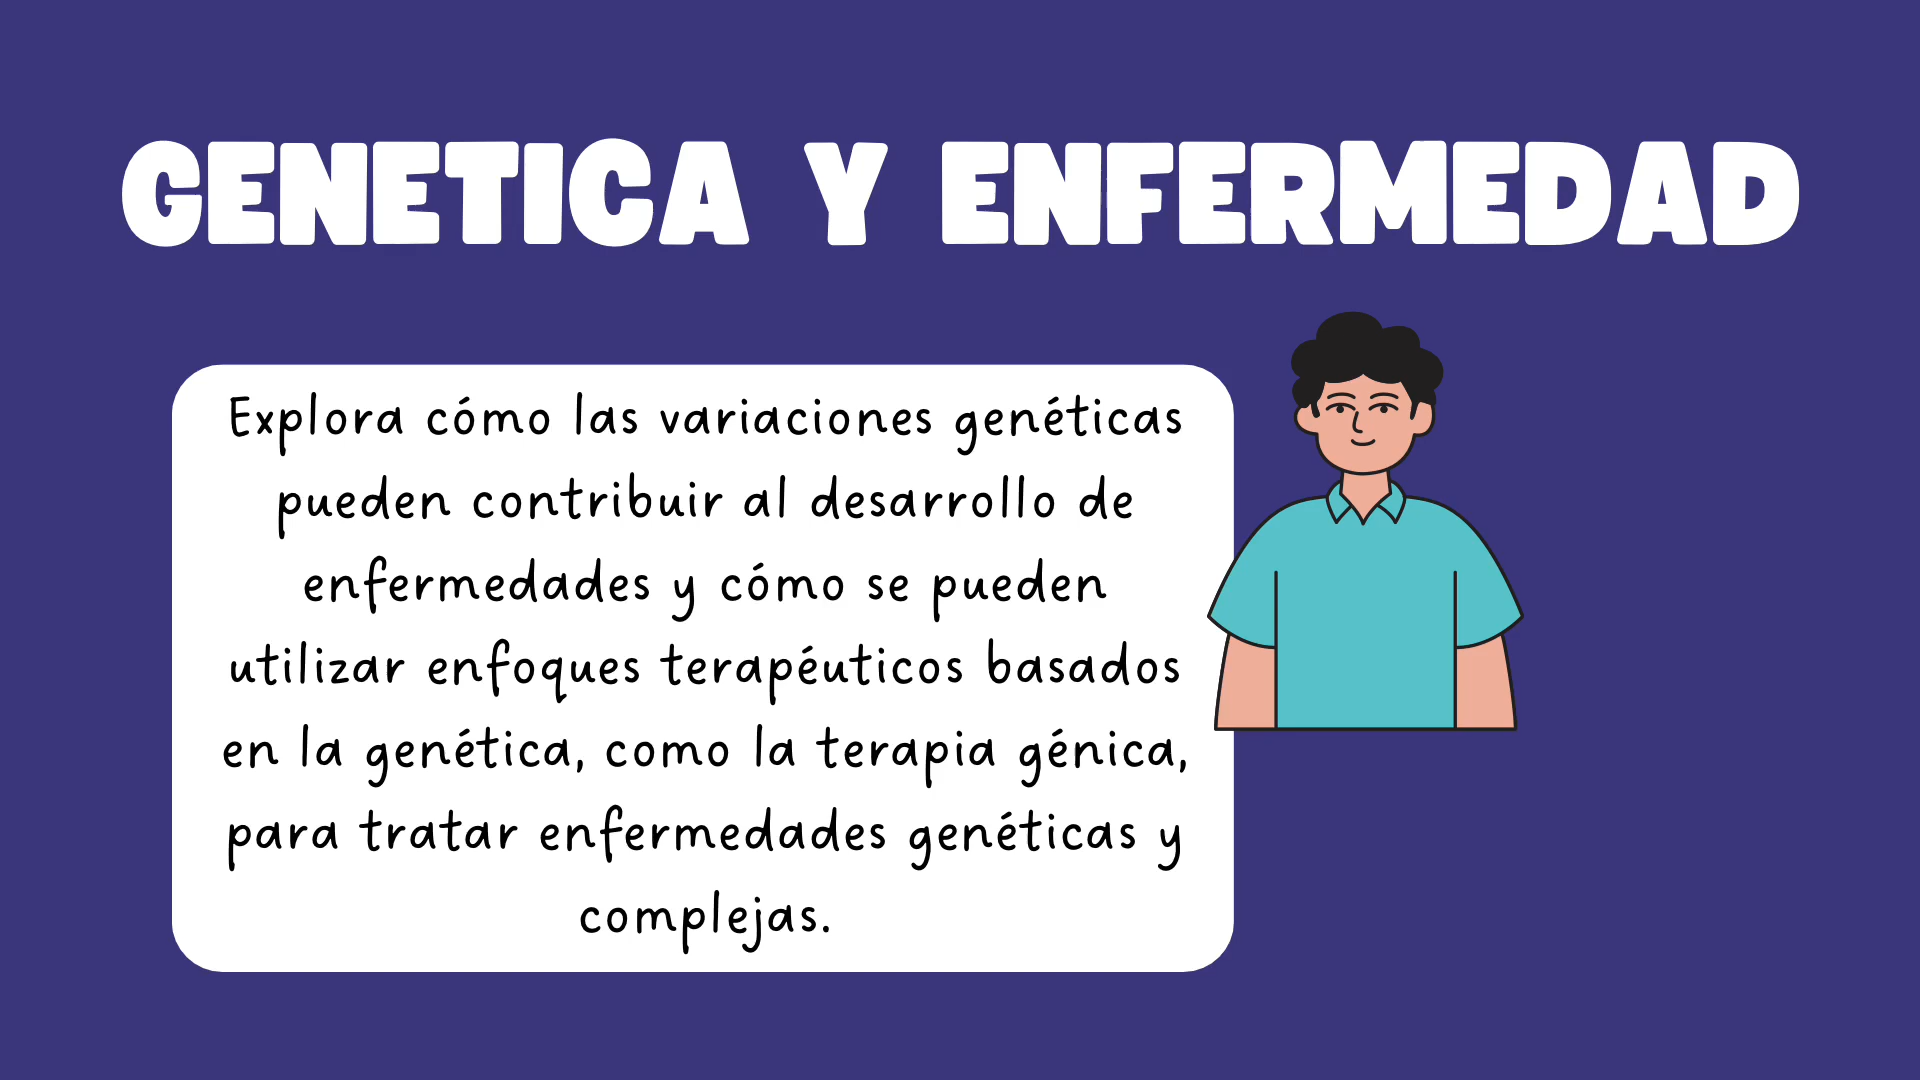 GENETICA Y ENFERMEDAD
Explora cómo las variaciones genéticas
pueden contribuir al desarrollo de
enfermedades y cómo se pueden
utilizar enfoques terapéuticos basados
en la genética, como la terapia génica,
para tratar enfermedades genéticas y
complejas.